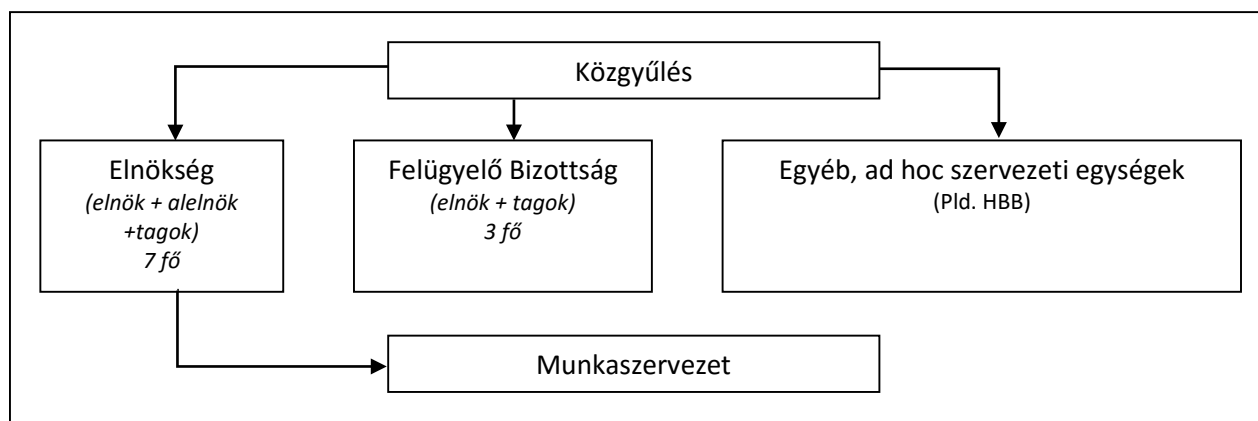 Közgyűlés
Elnökség
(elnök + alelnök
+tagok)
7 fő
Felügyelő Bizottság
(elnök + tagok)
3 fő
Egyéb, ad hoc szervezeti egységek
(Pld. HBB)
Munkaszervezet